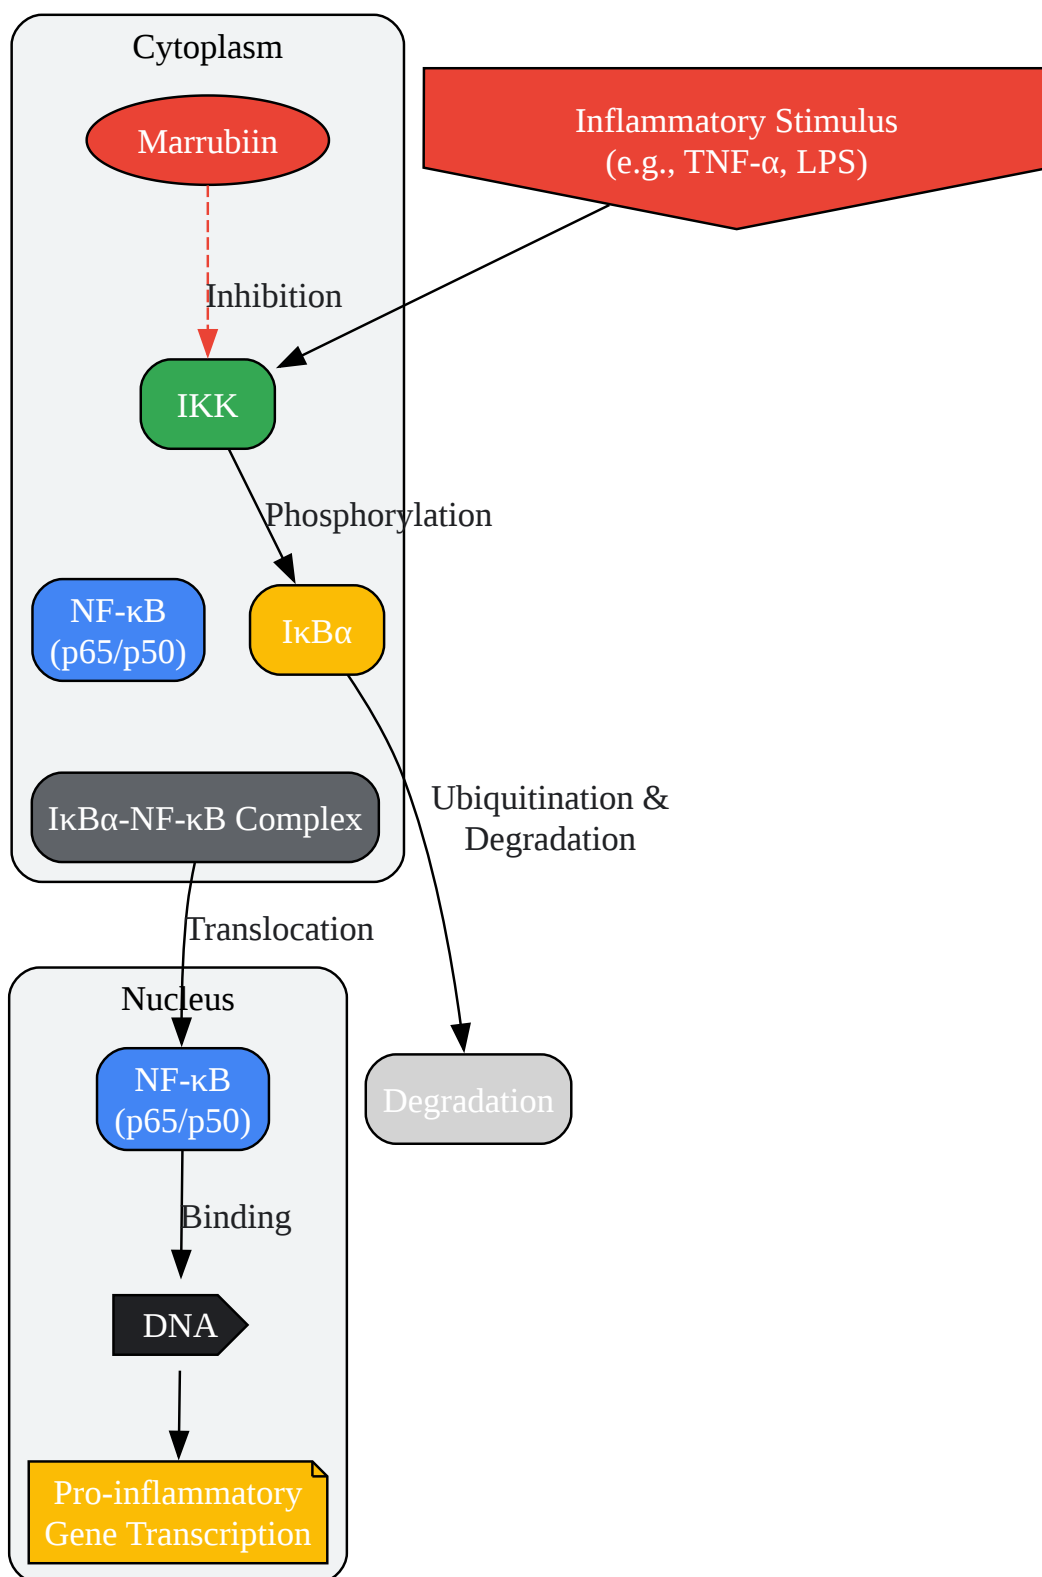 Cytoplasm
Marrubiin
Inflammatory Stimulus
(e.g., TNF-α, LPS)
Inhibition
IKK
Phosphorylation
NF-κB
(p65/p50)
IκBα
Ubiquitination &
Degradation
IκBα-NF-κB Complex
Translocation
Nucleus
NF-κB
(p65/p50)
Degradation
Binding
DNA
Pro-inflammatory
Gene Transcription